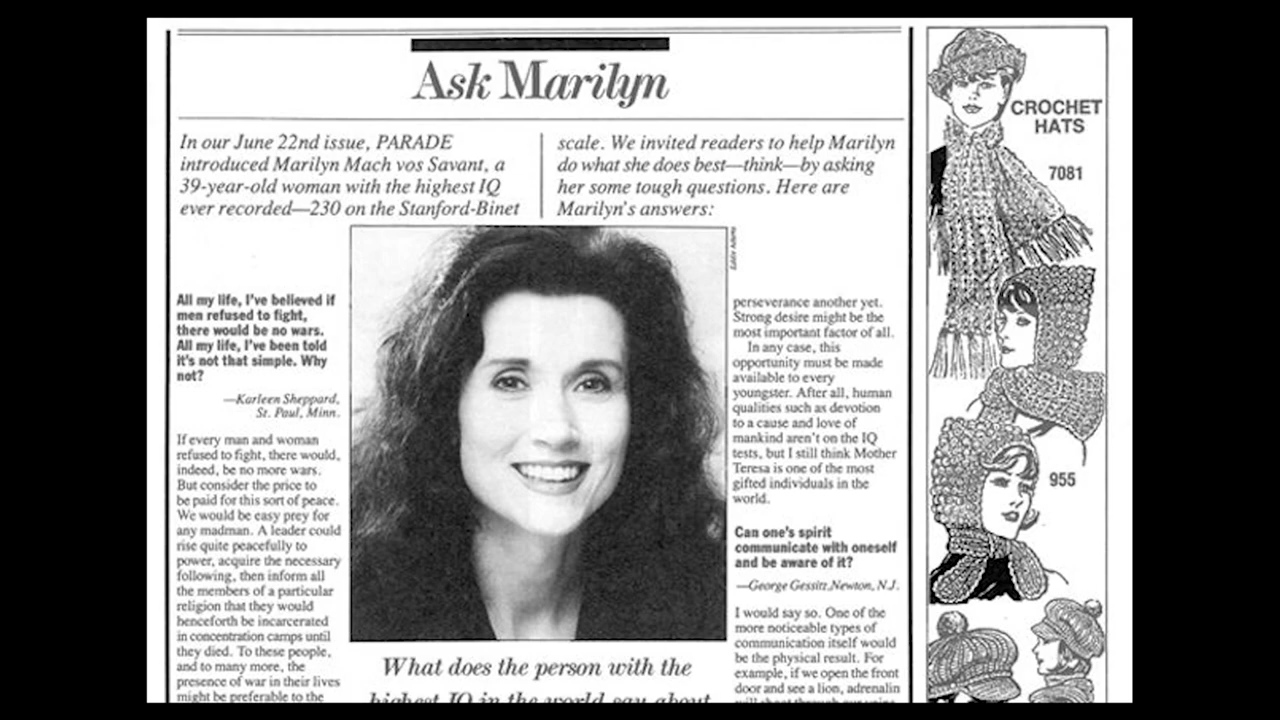 Ask Marilyn
In our June 22nd issue, PARADE
introduced Marilyn Mach vos Savant, a
39-year-old woman with the highest IQ
ever recorded—230 on the Stanford-Binet
scale. We invited readers to help Marilyn
do what she does best—think—by asking
her some tough questions. Here are
Marilyn's answers:
Eddie Adams
All my life, I've believed if
men refused to fight,
there would be no wars.
All my life, I've been told
it's not that simple. Why
not?
—Karleen Sheppard,
St. Paul, Minn.
If every man and woman
refused to fight, there would,
indeed, be no more wars.
But consider the price to
be paid for this sort of peace.
We would be easy prey for
any madman. A leader could
rise quite peacefully to
power, acquire the necessary
following, then inform all
the members of a particular
religion that they would
henceforth be incarcerated
in concentration camps until
they died. To these people,
and to many more, the
presence of war in their lives
might be preferable to the
What does the person with the
highest IQ in the world say about
perseverance another yet.
Strong desire might be the
most important factor of all.
In any case, this
opportunity must be made
available to every
youngster. After all, human
qualities such as devotion
to a cause and love of
mankind aren't on the IQ
tests, but I still think Mother
Teresa is one of the most
gifted individuals in the
world.
Can one's spirit
communicate with oneself
and be aware of it?
—George Gessitz, Newton, N.J.
I would say so. One of the
more noticeable types of
communication itself would
be the physical result. For
example, if we open the front
door and see a lion, adrenalin
will shoot through our veins
CROCHET
HATS
7081
955